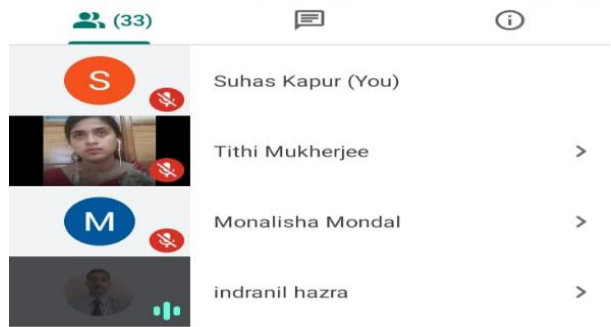 (33)
S
Suhas Kapur (You)
Tithi Mukherjee
M
Monalisha Mondal
indranil hazra